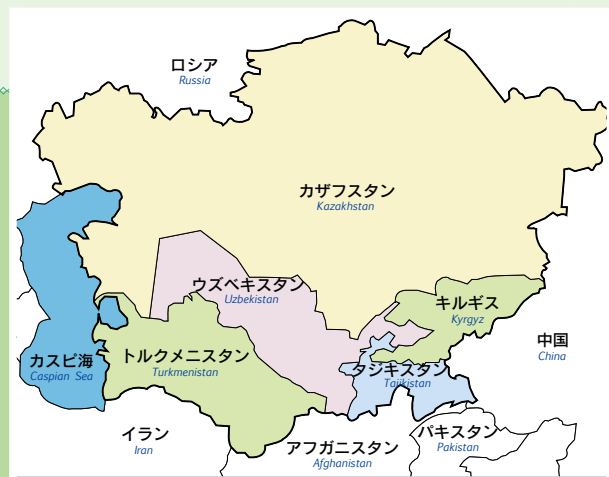 ロシア
Russia
カザフスタン
Kazakhstan
ウズベキスタン
Uzbekistan
キルギス
Kyrgyz
中国
China
カスピ海
Caspian Sea
トルクメニスタン
Turkmenistan
タジキスタン
Tajikistan
イラン
Iran
アフガニスタン
Afghanistan
パキスタン
Pakistan